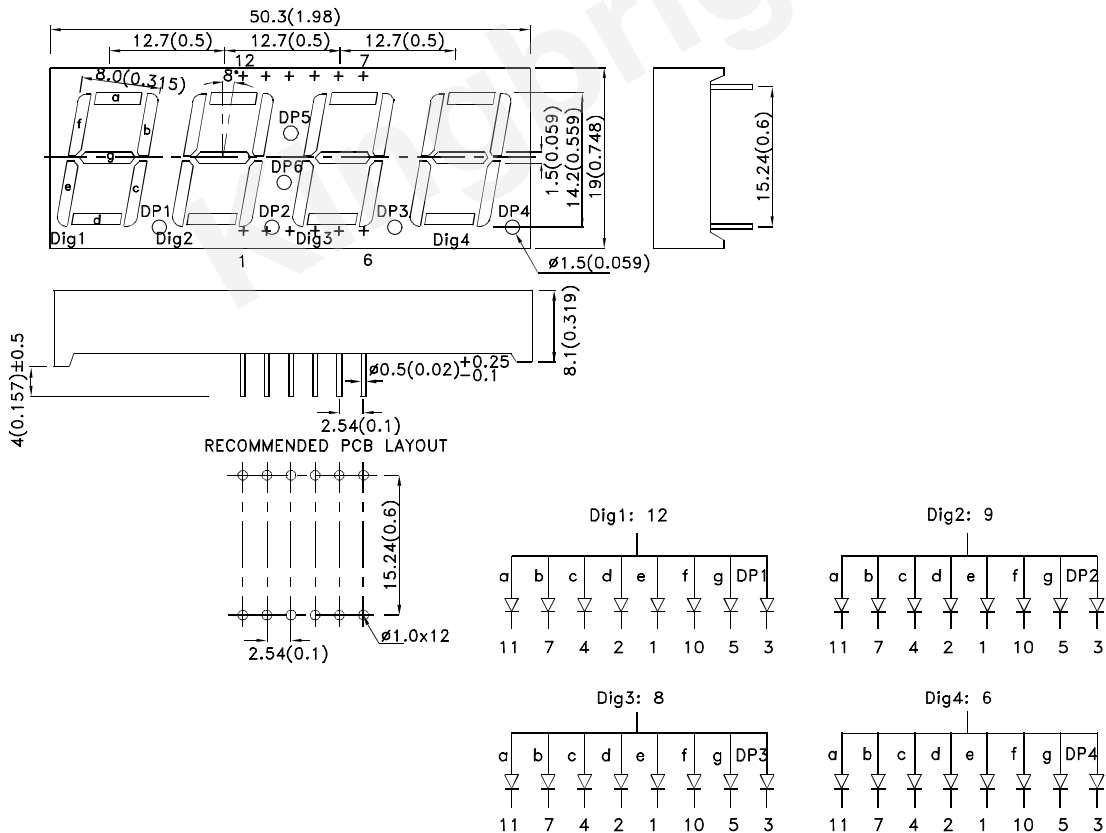 50.3(1.98)
12.7(0.5) 12.7(0.5) 12.7(0.5)
12 7
8.0(0.315) 8°
a
f b
g
e c
d
DP5
DP6
DP1 DP2 DP3 DP4
Dig1 Dig2 Dig3 Dig4
1 6
ø1.5(0.059)
1.5(0.059)
14.2(0.559)
19(0.748)
15.24(0.6)
Kingbrig
8.1(0.319)
4(0.157)±0.5
ø0.5(0.02)+0.25
−0.1
2.54(0.1)
RECOMMENDED PCB LAYOUT
15.24(0.6)
ø1.0x12
2.54(0.1)
Dig1: 12
a b c d e f g DP1
11 7 4 2 1 10 5 3
Dig2: 9
a b c d e f g DP2
11 7 4 2 1 10 5 3
Dig3: 8
a b c d e f g DP3
11 7 4 2 1 10 5 3
Dig4: 6
a b c d e f g DP4
11 7 4 2 1 10 5 3